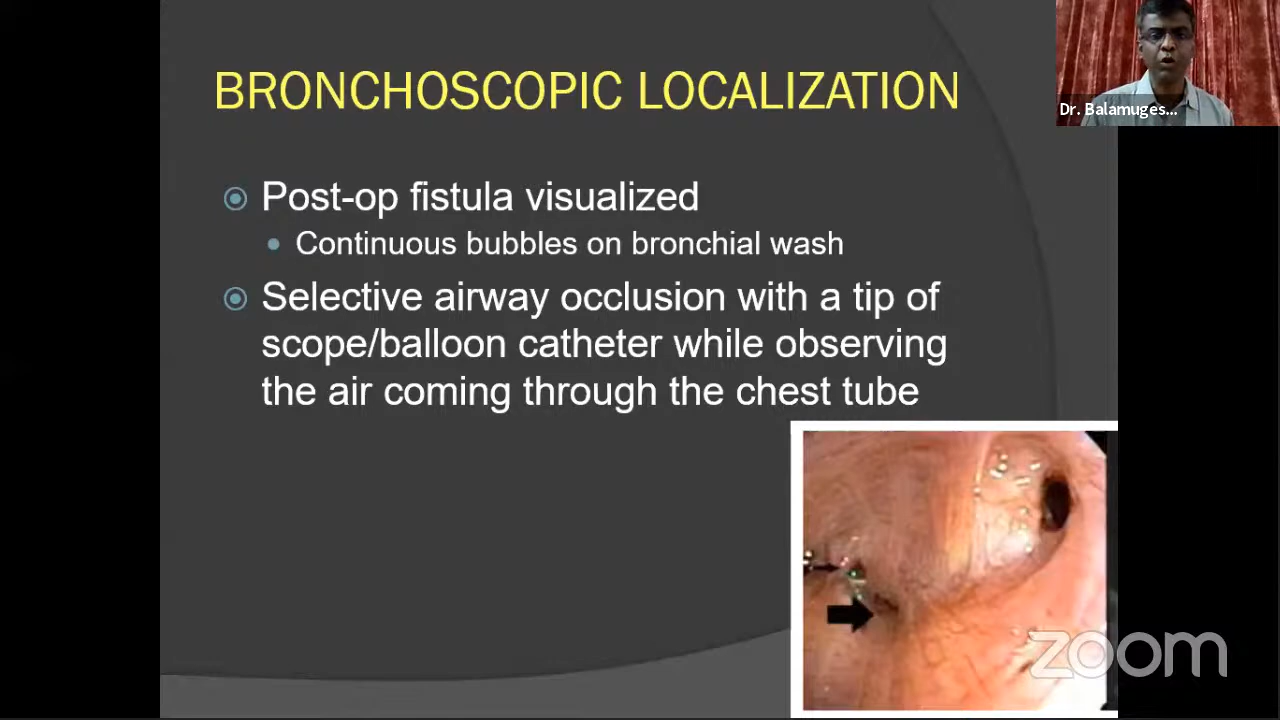 BRONCHOSCOPIC LOCALIZATION
Dr. Balamuges...
Post-op fistula visualized
Continuous bubbles on bronchial wash
Selective airway occlusion with a tip of
scope/balloon catheter while observing
the air coming through the chest tube
zoom